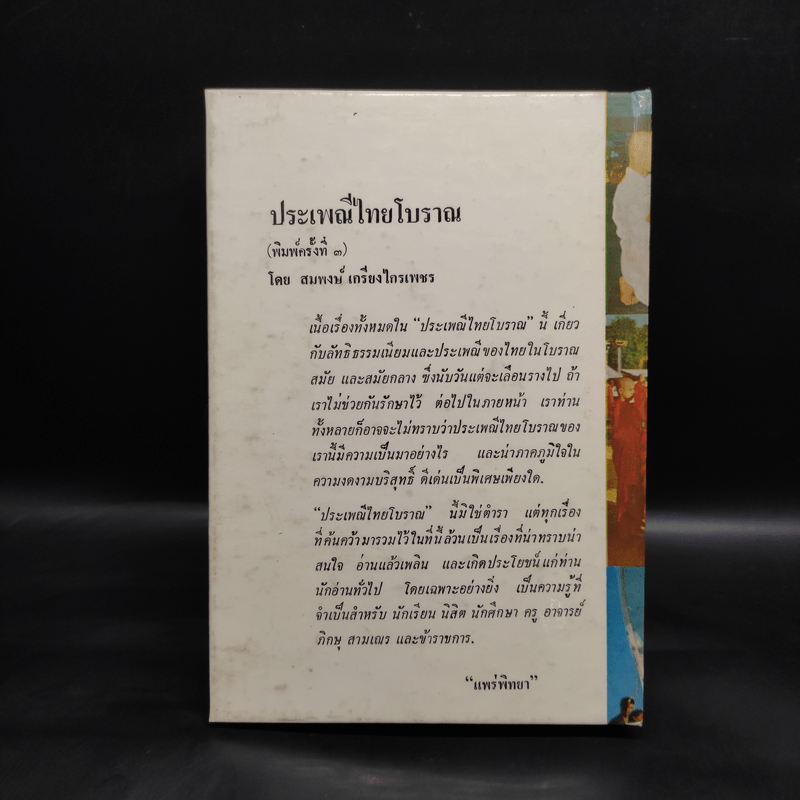 ประเพณีไทยโบราณ
(พิมพ์ครั้งที่ ๓)
โดย สมพงษ์ เกรียงไกรเพชร
เนื้อเรื่องทั้งหมดใน “ประเพณีไทยโบราณ” นี้ เกี่ยว
กับลัทธิธรรมเนียมและประเพณีของไทยในโบราณ
สมัย และสมัยกลาง ซึ่งนับวันแต่จะเลือนรางไป ถ้า
เราไม่ช่วยกันรักษาไว้ ต่อไปในภายหน้า เราท่าน
ทั้งหลายก็อาจจะไม่ทราบว่าประเพณีไทยโบราณของ
เรานี้มีความเป็นมาอย่างไร และน่าภาคภูมิใจใน
ความงดงามบริสุทธิ์ ดีเด่นเป็นพิเศษเพียงใด.
“ประเพณีไทยโบราณ” นี้มิใช่ตำรา แต่ทุกเรื่อง
ที่ค้นคว้ามารวมไว้ในที่นี้ล้วนเป็นเรื่องที่น่าทราบน่า
สนใจ อ่านแล้วเพลิน และเกิดประโยชน์แก่ท่าน
นักอ่านทั่วไป โดยเฉพาะอย่างยิ่ง เป็นความรู้ที่
จำเป็นสำหรับ นักเรียน นิสิต นักศึกษา ครู อาจารย์
ภิกษุ สามเณร และข้าราชการ.
“แพร่พิทยา”